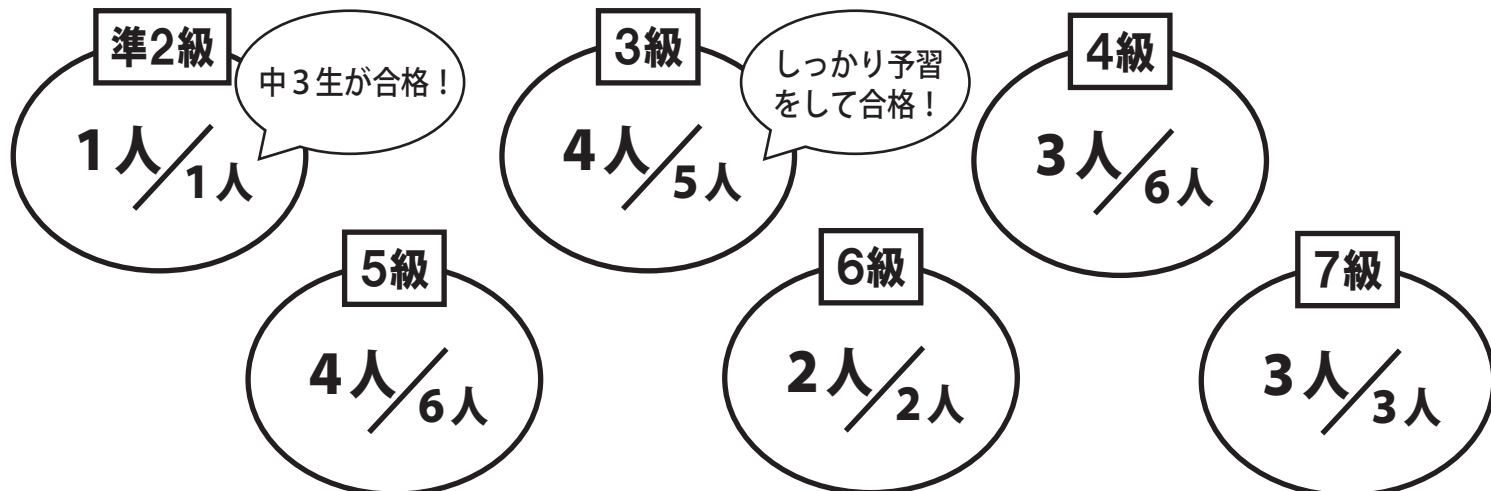 準2級
中3生が合格！
1人／1人
3級
しっかり予習
をして合格！
4人／5人
4級
3人／6人
5級
4人／6人
6級
2人／2人
7級
3人／3人